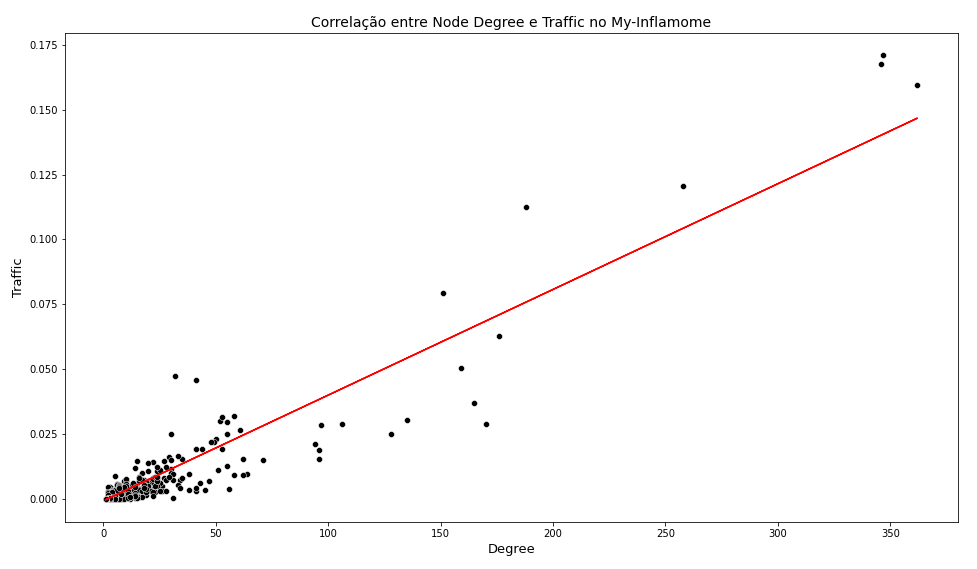 Correlação entre Node Degree e Traffic no My-Inflamome
0.175
0.150
0.125
0.100
0.075
0.050
0.025
0.000
Traffic
0 50 100 150 200 250 300 350
Degree